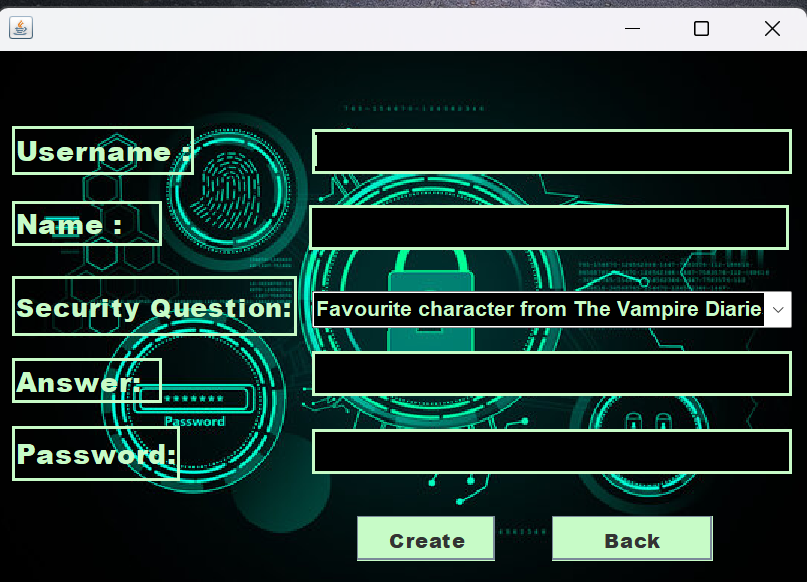 Username :
Name :
Security Question:
Favourite character from The Vampire Diarie
Answer:
*******
Password
Password:
Create
Back